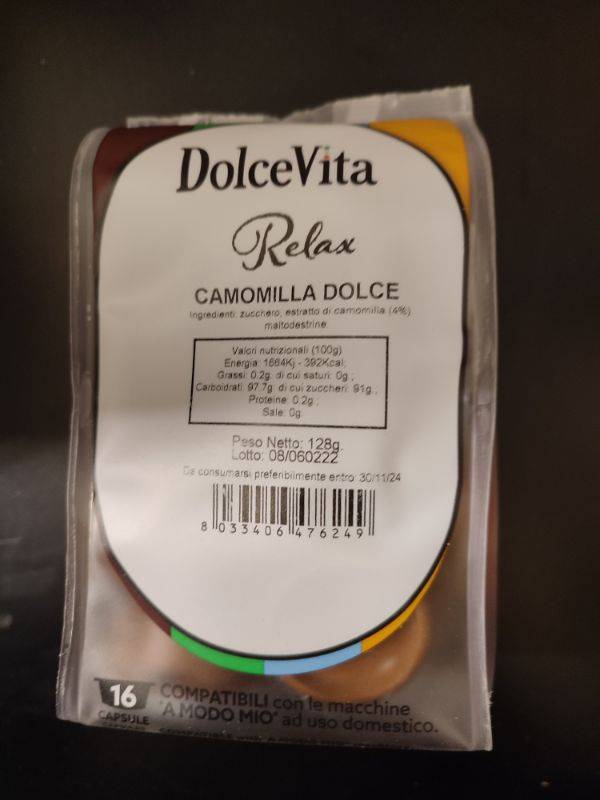 DolceVita
Relax
CAMOMILLA DOLCE
Ingredienti: zucchero, estratto di camomilla (4%)
maltodestrine
Valori nutrizionali (100g)
Energia: 1664Kj - 392Kcal;
Grassi: 0.2g. di cui saturi: 0g ;
Carboidrati: 97.7g. di cui zuccheri: 91g.;
Proteine: 0.2g ;
Sale: 0g
Peso Netto: 128g.
Lotto: 08/060222
Da consumarsi preferibilmente entro: 30/11/24
8 033406 476249
16
CAPSULE
COMPATIBILI con le macchine
"A MODO MIO" ad uso domestico.